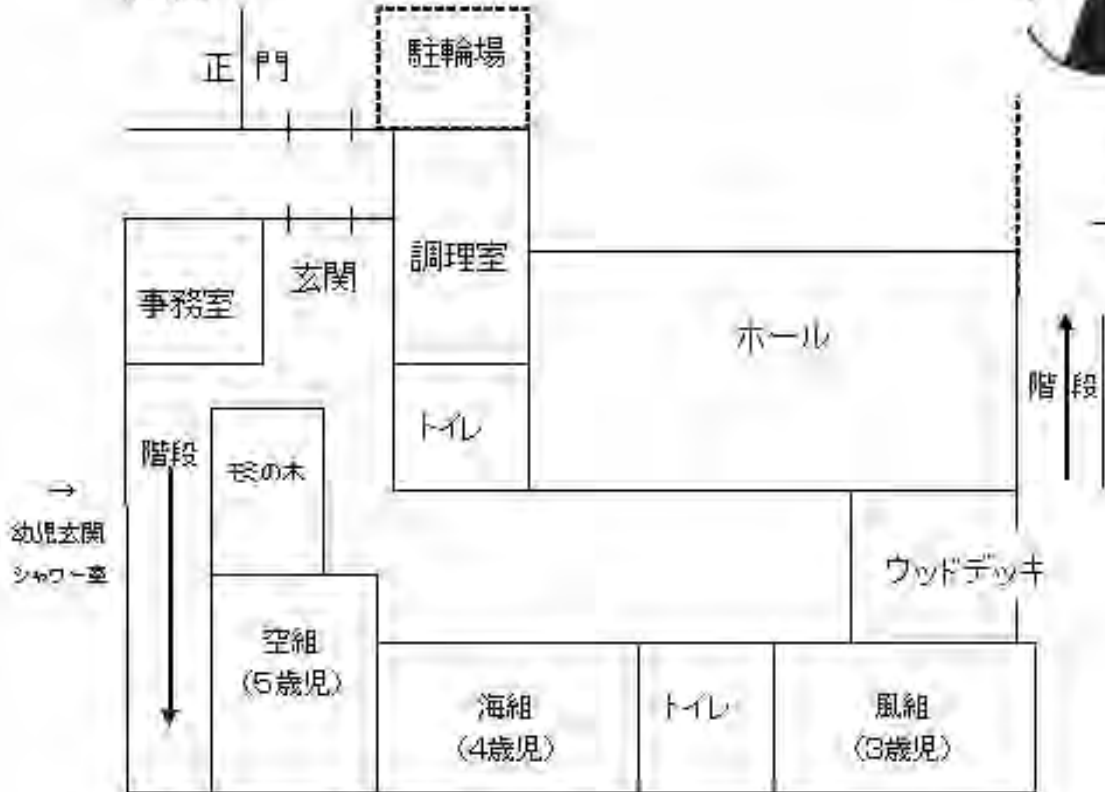 正門
駐輪場
事務室
玄関
調理室
ホール
階段
トイレ
階段
モミの木
→
幼児玄関
シャワー室
ウッドデッキ
空組
(5歳児)
海組
(4歳児)
トイレ
風組
(3歳児)